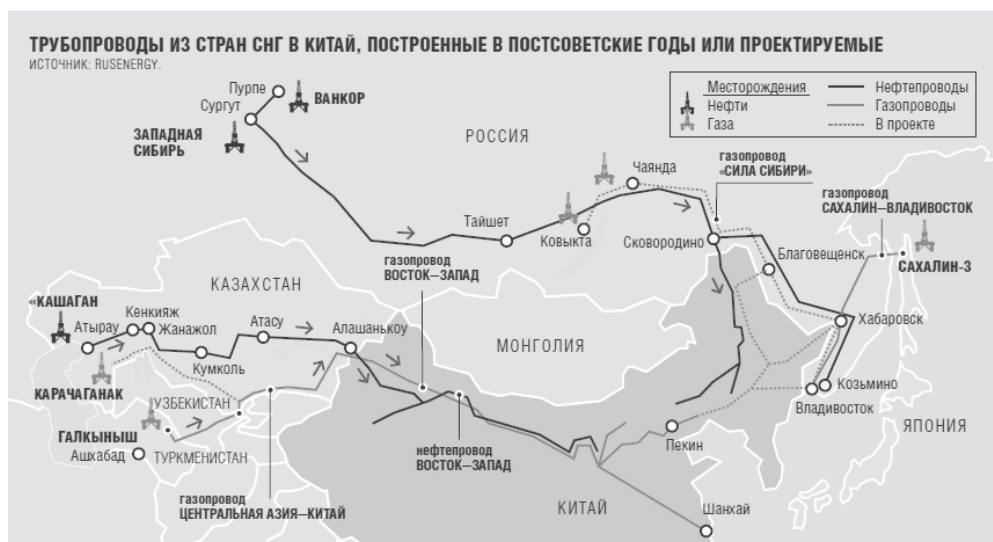 ТРУБОПРОВОДЫ ИЗ СТРАН СНГ В КИТАЙ, ПОСТРОЕННЫЕ В ПОСТСОВЕТСКИЕ ГОДЫ ИЛИ ПРОЕКТИРУЕМЫЕ
ИСТОЧНИК: RUSENERGY.
Месторождения
Нефти
Газа
Нефтепроводы
Газопроводы
В проекте
Пурпе
ВАНКОР
Сургут
ЗАПАДНАЯ
СИБИРЬ
РОССИЯ
Чаянда
газопровод
«СИЛА СИБИРИ»
газопровод
САХАЛИН—ВЛАДИВОСТОК
Тайшет
Ковыкта
Сковородино
Благовещенск
САХАЛИН-3
газопровод
ВОСТОК—ЗАПАД
КАЗАХСТАН
«КАШАГАН
Атырау
Кенкияж
Жанажол
Атасу
Алашанькоу
Кумколь
МОНГОЛИЯ
Хабаровск
КАРАЧАГАНАК
УЗБЕКИСТАН
Козьмино
Владивосток
ЯПОНИЯ
ГАЛКЫНЫШ
Ашхабад
ТУРКМЕНИСТАН
нефтепровод
ВОСТОК—ЗАПАД
Пекин
газопровод
ЦЕНТРАЛЬНАЯ АЗИЯ—КИТАЙ
КИТАЙ
Шанхай